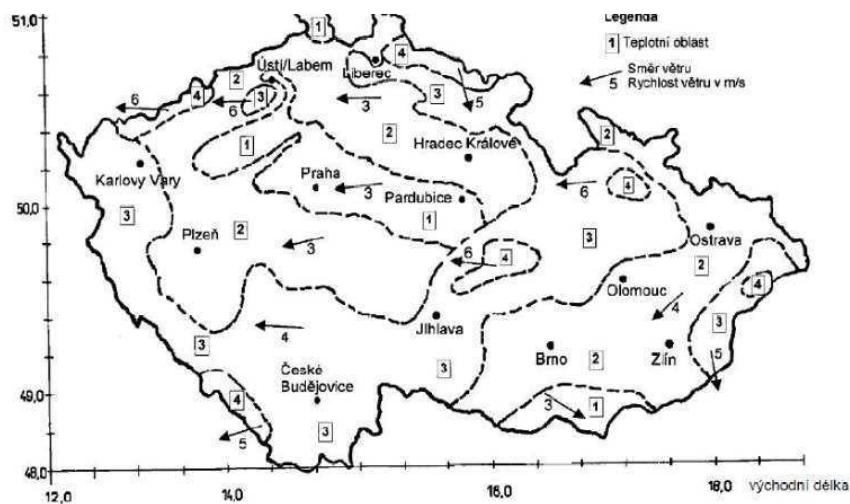 51,0
50,0
49,0
48,0
12,0
14,0
16,0
18,0
východní délka
Legenda
1 Teplotní oblast
Směr větru
5 Rychlost větru v m/s
1
4
Ústí/Labem
Liberec
2
4
3
3
5
6
6
3
2
1
Hradec Králové
2
Karlovy Vary
Praha
3
Pardubice
6
4
3
1
Plzeň
2
3
6
4
3
Ostrava
2
Olomouc
4
4
Jihlava
4
3
3
3
Brno
2
Zlín
5
České
Budějovice
4
5
3
3
1